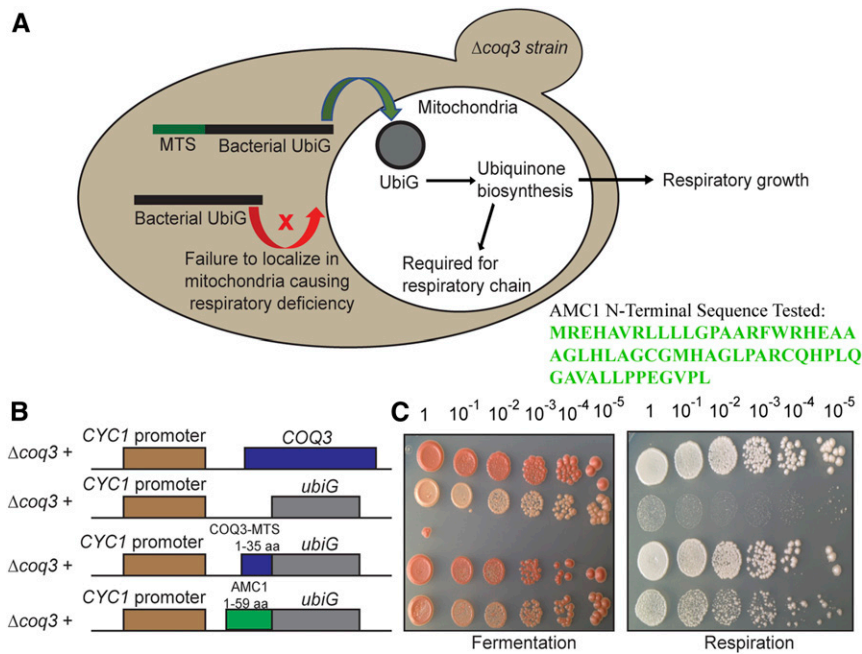 A
Δcoq3 strain
Mitochondria
MTS
Bacterial UbiG
UbiG
Ubiquinone
biosynthesis
Respiratory growth
Bacterial UbiG
X
Failure to localize in
mitochondria causing
respiratory deficiency
Required for
respiratory chain
AMC1 N-Terminal Sequence Tested:
MREHAVRLLLLGPAARFWRHEAA
AGLHLAGCGMHAGLPARCQHPLQ
GAVALLPPEGVPL
B
Δcoq3 +
CYC1 promoter
COQ3
Δcoq3 +
CYC1 promoter
ubiG
Δcoq3 +
CYC1 promoter
COQ3-MTS
1-35 aa
ubiG
Δcoq3 +
CYC1 promoter
AMC1
1-59 aa
ubiG
C
1 10-1 10-2 10-3 10-4 10-5
1 10-1 10-2 10-3 10-4 10-5
Fermentation
Respiration